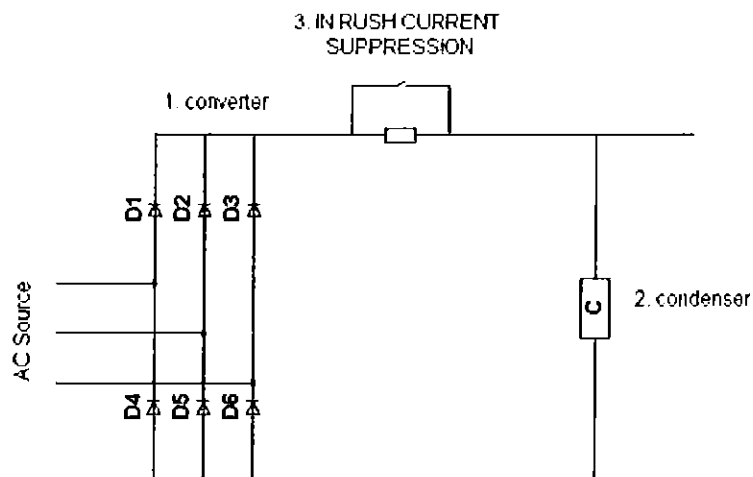 3. IN RUSH CURRENT
SUPPRESSION
1. converter
D1
D2
D3
AC Source
C
2. condenser
D4
D5
D6